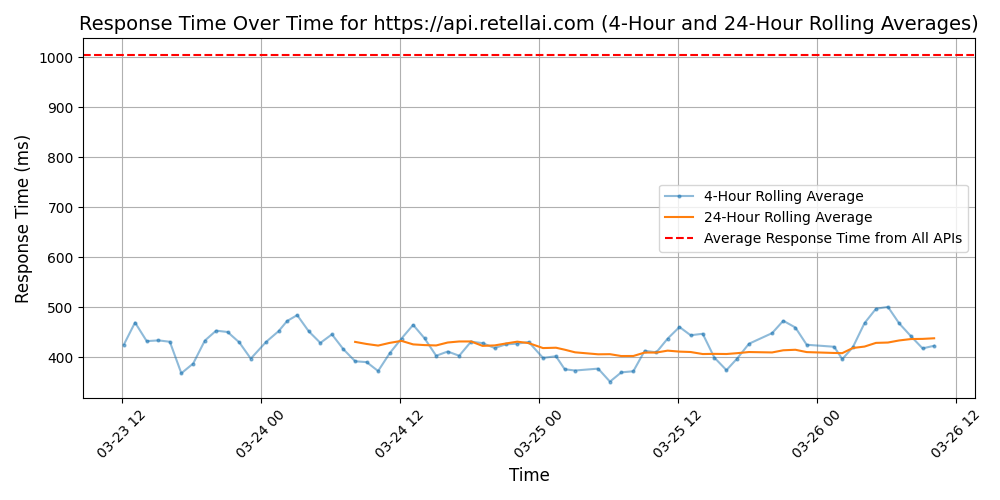 Response Time Over Time for https://api.retellai.com (4-Hour and 24-Hour Rolling Averages)
Response Time (ms)
1000
900
800
700
600
500
400
4-Hour Rolling Average
24-Hour Rolling Average
Average Response Time from All APIs
03-23 12
03-24 00
03-24 12
03-25 00
03-25 12
03-26 00
03-26 12
Time